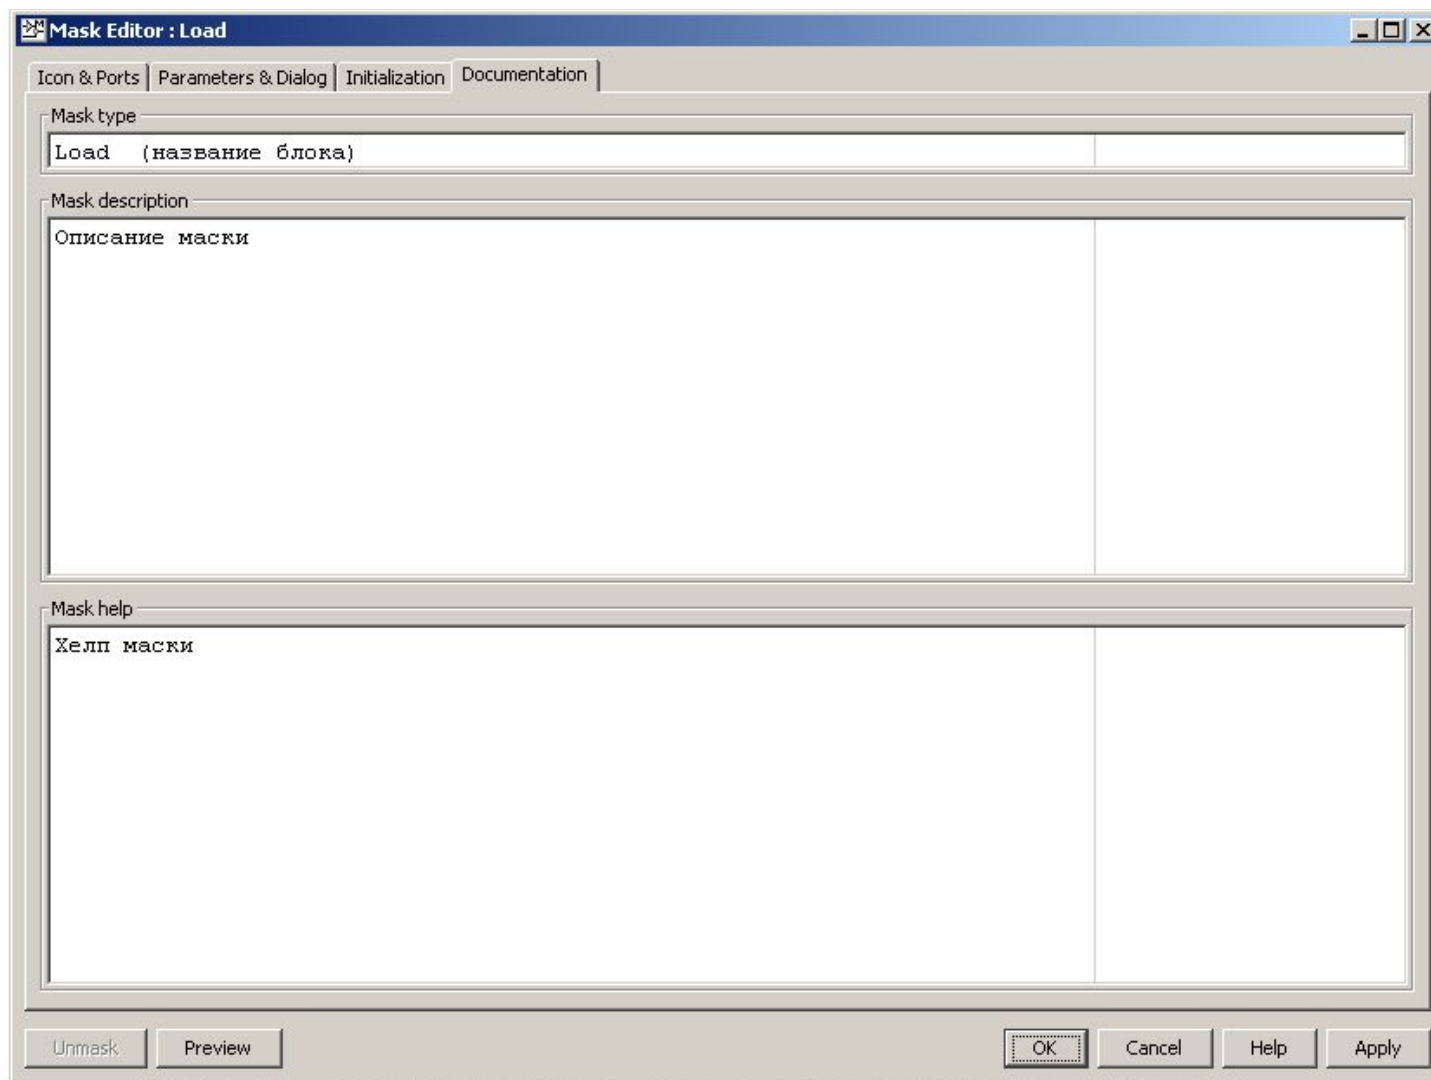 Mask Editor : Load
Icon & Ports Parameters & Dialog Initialization Documentation
Mask type
Load (название блока)
Mask description
Описание маски
Mask help
Хелп маски
Unmask Preview OK Cancel Help Apply